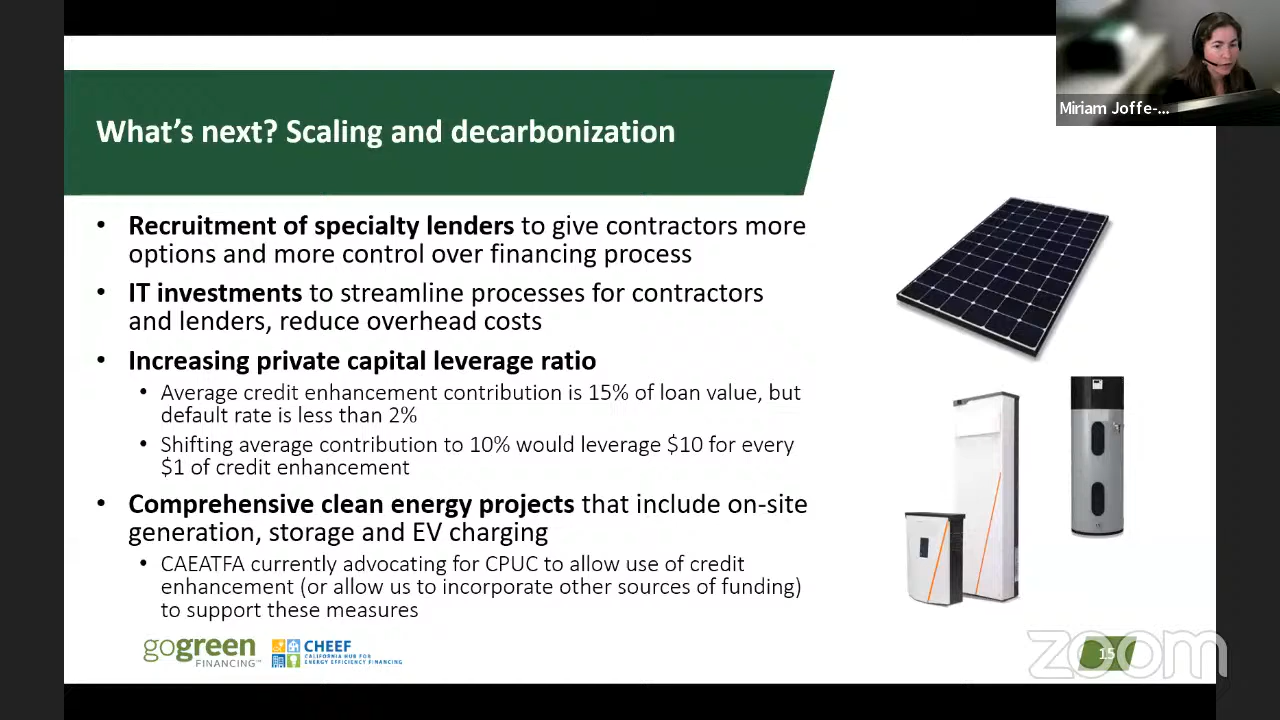 Miriam Joffe-...
What's next? Scaling and decarbonization
• Recruitment of specialty lenders to give contractors more
options and more control over financing process
• IT investments to streamline processes for contractors
and lenders, reduce overhead costs
• Increasing private capital leverage ratio
• Average credit enhancement contribution is 15% of loan value, but
default rate is less than 2%
• Shifting average contribution to 10% would leverage $10 for every
$1 of credit enhancement
• Comprehensive clean energy projects that include on-site
generation, storage and EV charging
• CAEATFA currently advocating for CPUC to allow use of credit
enhancement (or allow us to incorporate other sources of funding)
to support these measures
gogreen
FINANCING™
CHEEF
CALIFORNIA HUB FOR
ENERGY EFFICIENCY FINANCING
15
zoom